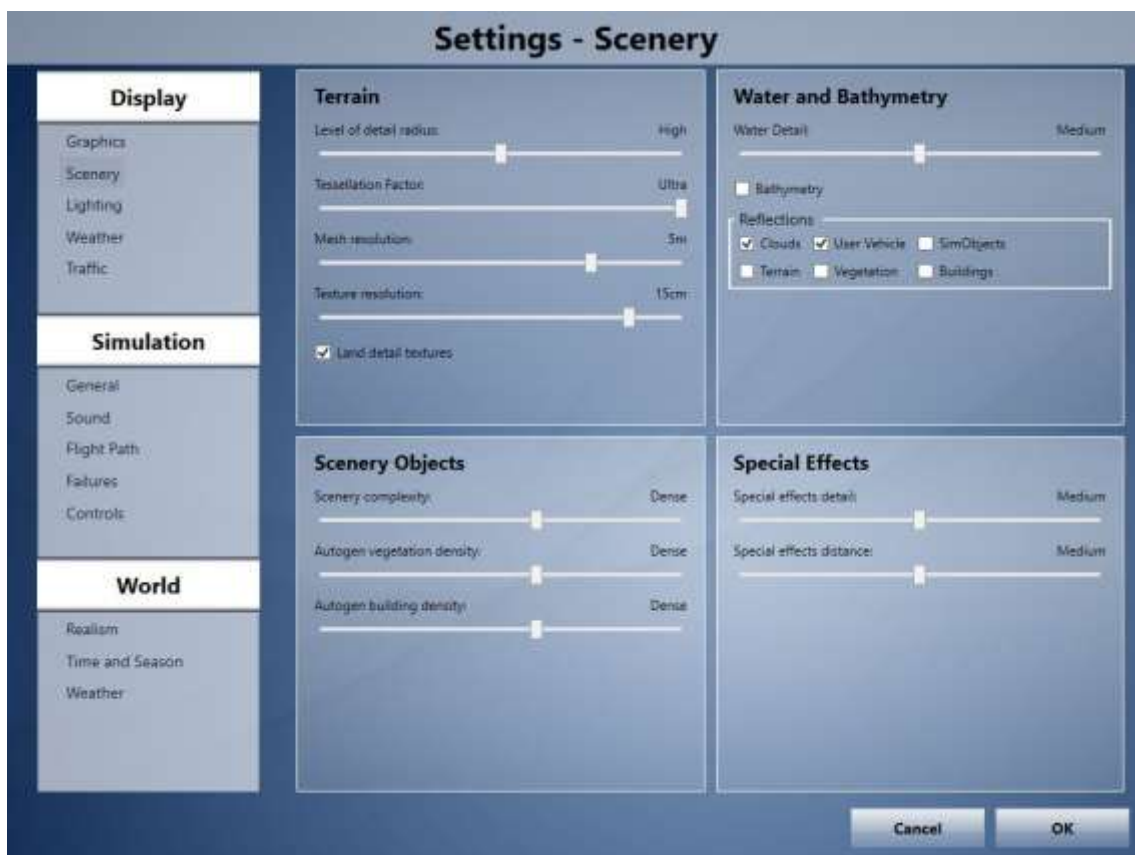 Settings - Scenery
Display
Graphics
Scenery
Lighting
Weather
Traffic
Simulation
General
Sound
Flight Path
Failures
Controls
World
Realism
Time and Season
Weather
Terrain
Level of detail radius: High
Tessellation Factor: Ultra
Mesh resolution: 5m
Texture resolution: 15cm
Land detail textures
Water and Bathymetry
Water Detail: Medium
Bathymetry
Reflections
Clouds User Vehicle SimObjects
Terrain Vegetation Buildings
Scenery Objects
Scenery complexity: Dense
Autogen vegetation density: Dense
Autogen building density: Dense
Special Effects
Special effects detail: Medium
Special effects distance: Medium
Cancel OK